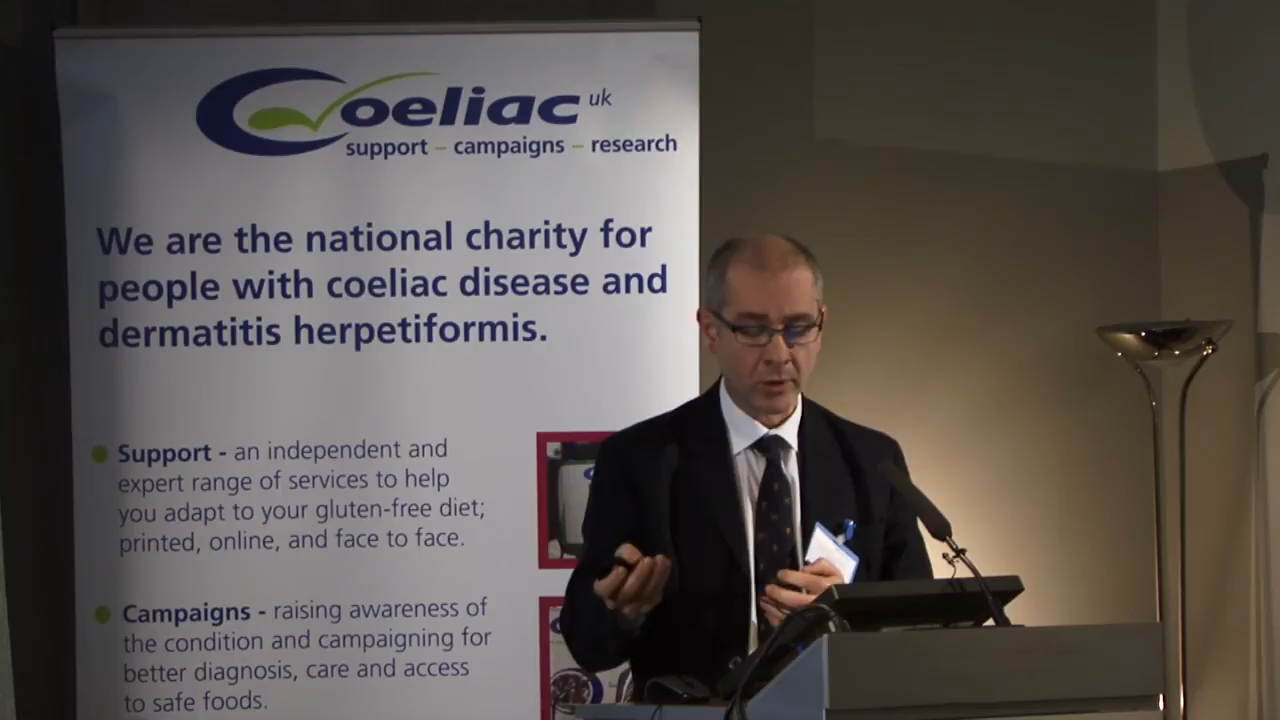 Coeliac uk
support – campaigns – research
We are the national charity for
people with coeliac disease and
dermatitis herpetiformis.
Support - an independent and
expert range of services to help
you adapt to your gluten-free diet;
printed, online, and face to face.
Campaigns - raising awareness of
the condition and campaigning for
better diagnosis, care and access
to safe foods.